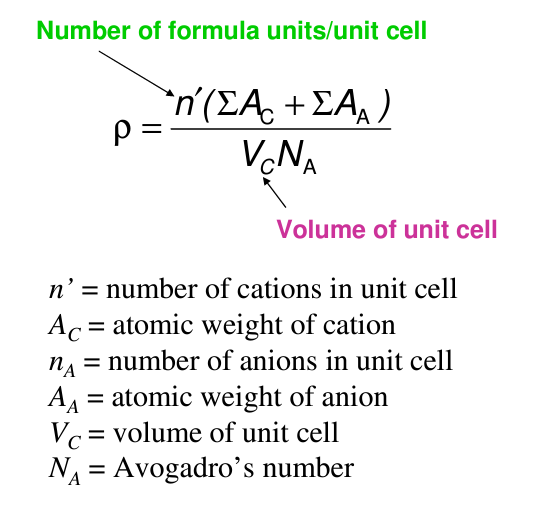 Number of formula units/unit cell
ρ = n′(ΣA_C + ΣA_A) / V_C N_A
Volume of unit cell
n’ = number of cations in unit cell
A_C = atomic weight of cation
n_A = number of anions in unit cell
A_A = atomic weight of anion
V_C = volume of unit cell
N_A = Avogadro’s number